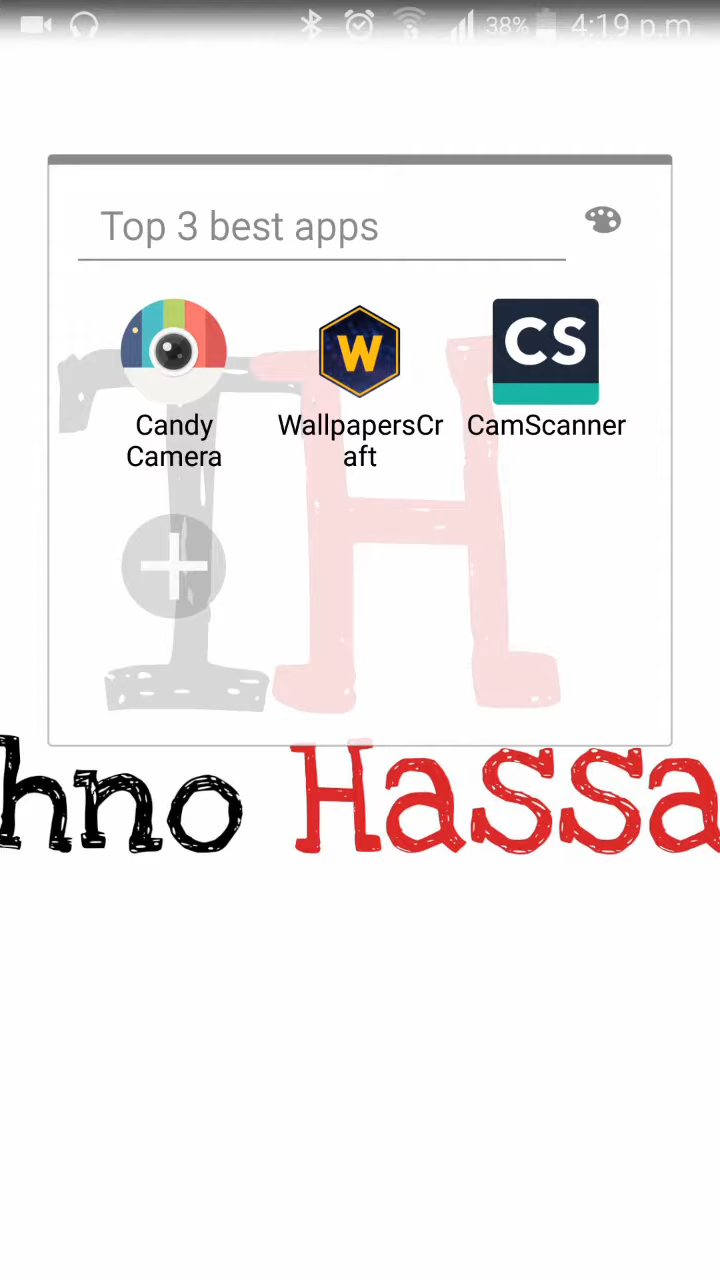 38% 4:19 p.m.
Top 3 best apps
W
CS
Candy
Camera
WallpapersCr
aft
CamScanner
TH
hno Hassa